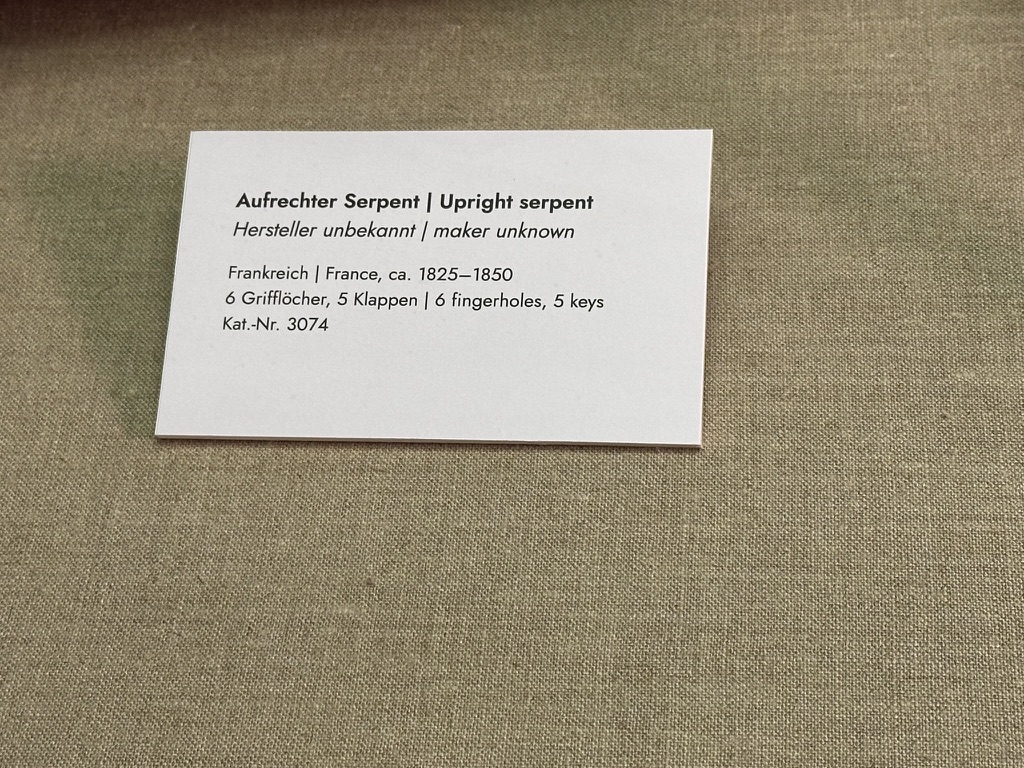 Aufrechter Serpent | Upright serpent
Hersteller unbekannt | maker unknown
Frankreich | France, ca. 1825–1850
6 Grifflöcher, 5 Klappen | 6 fingerholes, 5 keys
Kat.-Nr. 3074